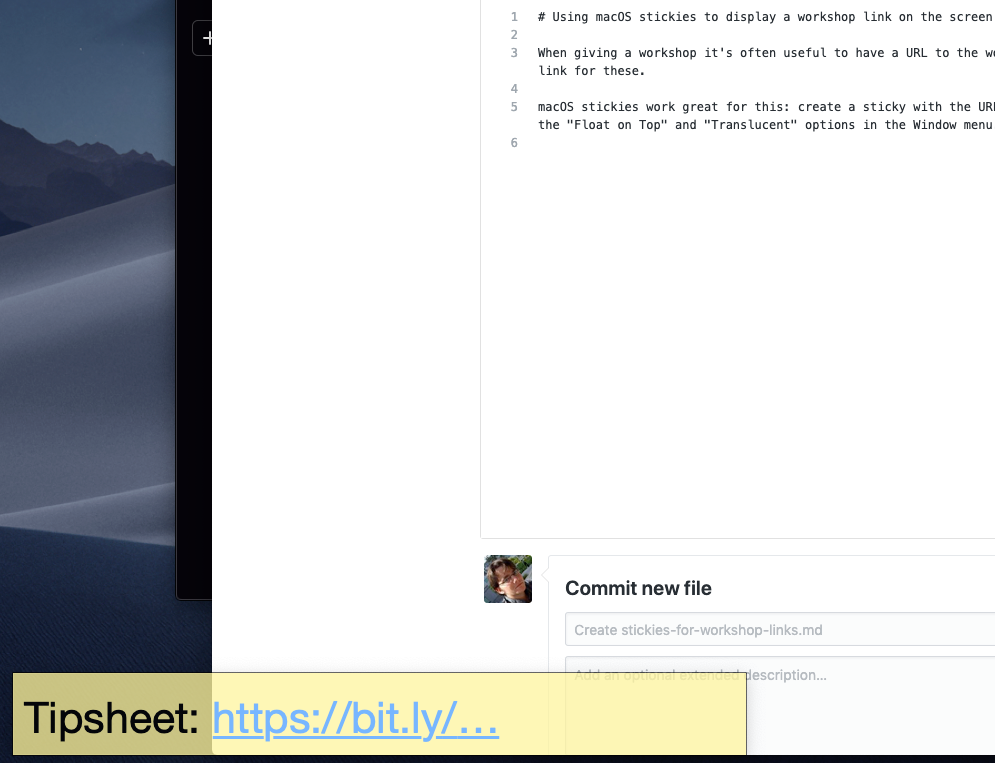 +
1 # Using macOS stickies to display a workshop link on the screen
2
3 When giving a workshop it's often useful to have a URL to the
link for these.
4
5 macOS stickies work great for this: create a sticky with the
the "Float on Top" and "Translucent" options in the Window menu
6
Commit new file
Create stickies-for-workshop-links.md
Add an optional extended description...
Tipsheet: https://bit.ly/...